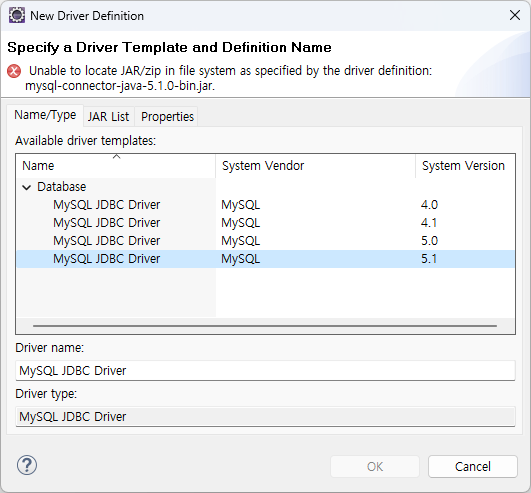 New Driver Definition
Specify a Driver Template and Definition Name
Unable to locate JAR/zip in file system as specified by the driver definition:
mysql-connector-java-5.1.0-bin.jar.
Name/Type JAR List Properties
Available driver templates:
Name System Vendor System Version
Database
MySQL JDBC Driver MySQL 4.0
MySQL JDBC Driver MySQL 4.1
MySQL JDBC Driver MySQL 5.0
MySQL JDBC Driver MySQL 5.1
Driver name:
MySQL JDBC Driver
Driver type:
MySQL JDBC Driver
? OK Cancel